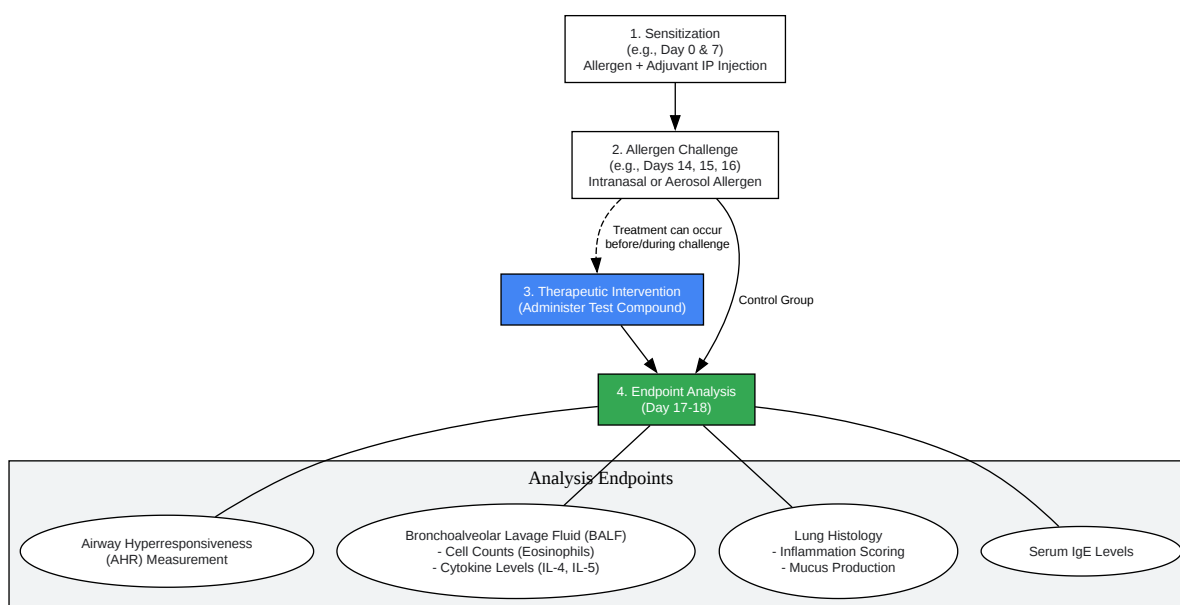 1. Sensitization
(e.g., Day 0 & 7)
Allergen + Adjuvant IP Injection
2. Allergen Challenge
(e.g., Days 14, 15, 16)
Intranasal or Aerosol Allergen
Treatment can occur
before/during challenge
3. Therapeutic Intervention
(Administer Test Compound)
Control Group
4. Endpoint Analysis
(Day 17-18)
Analysis Endpoints
Airway Hyperresponsiveness
(AHR) Measurement
Bronchoalveolar Lavage Fluid (BALF)
- Cell Counts (Eosinophils)
- Cytokine Levels (IL-4, IL-5)
Lung Histology
- Inflammation Scoring
- Mucus Production
Serum IgE Levels